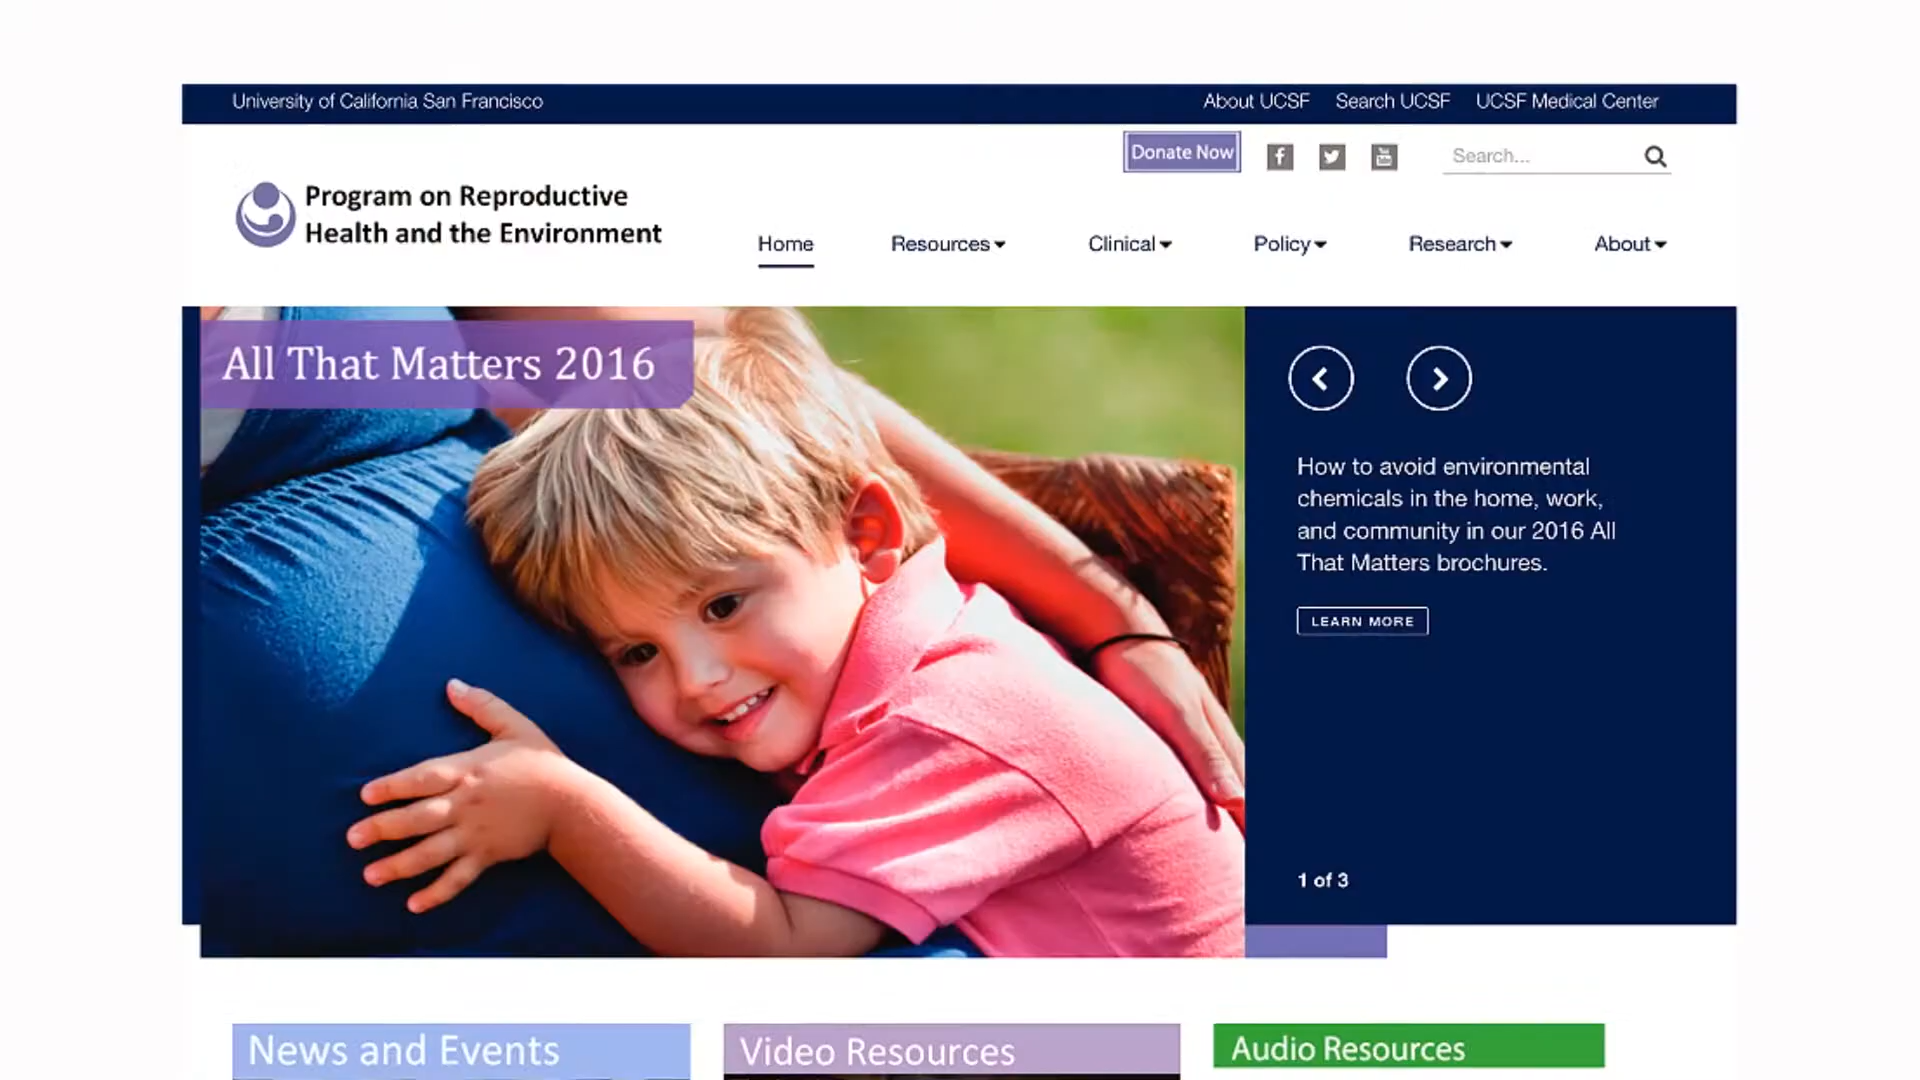 University of California San Francisco
About UCSF
Search UCSF
UCSF Medical Center
Donate Now
Search...
Program on Reproductive
Health and the Environment
Home
Resources
Clinical
Policy
Research
About
All That Matters 2016
How to avoid environmental
chemicals in the home, work,
and community in our 2016 All
That Matters brochures.
LEARN MORE
1 of 3
News and Events
Video Resources
Audio Resources